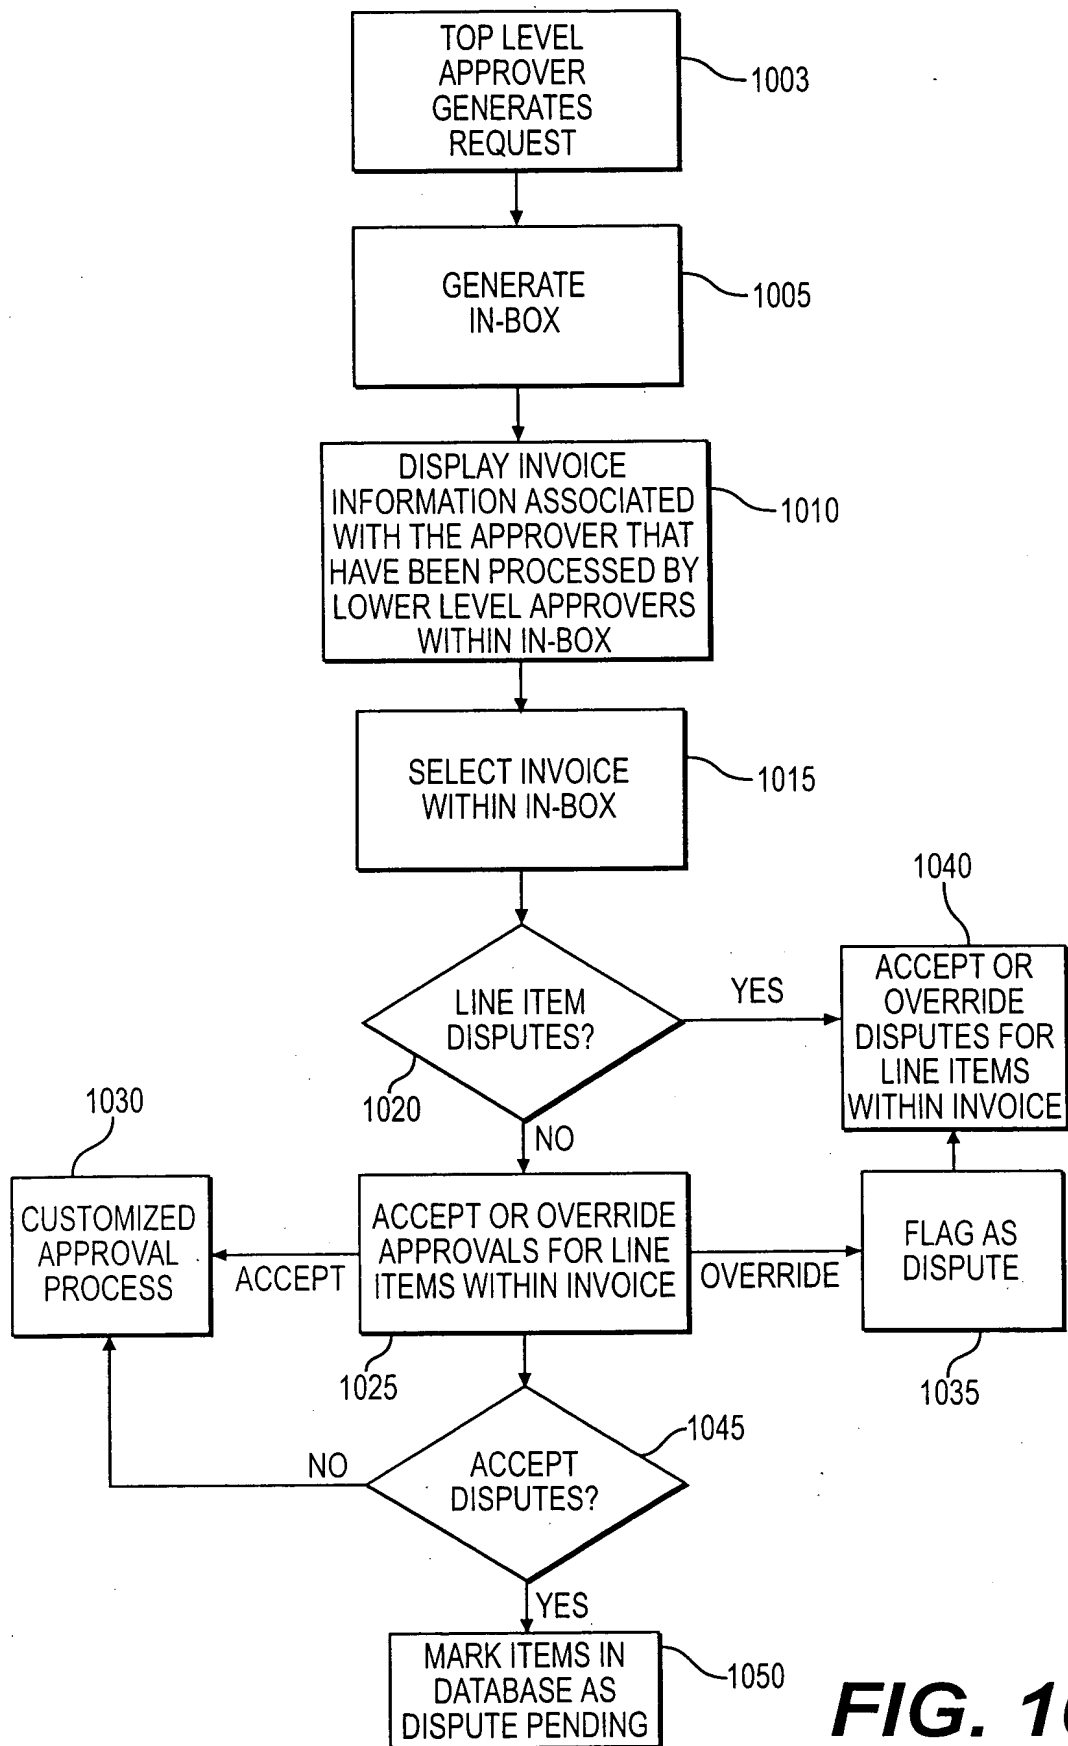 TOP LEVEL
APPROVER
GENERATES
REQUEST
1003
GENERATE
IN-BOX
1005
DISPLAY INVOICE
INFORMATION ASSOCIATED
WITH THE APPROVER THAT
HAVE BEEN PROCESSED BY
LOWER LEVEL APPROVERS
WITHIN IN-BOX
1010
SELECT INVOICE
WITHIN IN-BOX
1015
LINE ITEM
DISPUTES?
1020
YES
1040
ACCEPT OR
OVERRIDE
DISPUTES FOR
LINE ITEMS
WITHIN INVOICE
NO
1030
CUSTOMIZED
APPROVAL
PROCESS
ACCEPT
ACCEPT OR OVERRIDE
APPROVALS FOR LINE
ITEMS WITHIN INVOICE
1025
OVERRIDE
FLAG AS
DISPUTE
1035
ACCEPT
DISPUTES?
1045
NO
YES
MARK ITEMS IN
DATABASE AS
DISPUTE PENDING
1050
FIG. 10